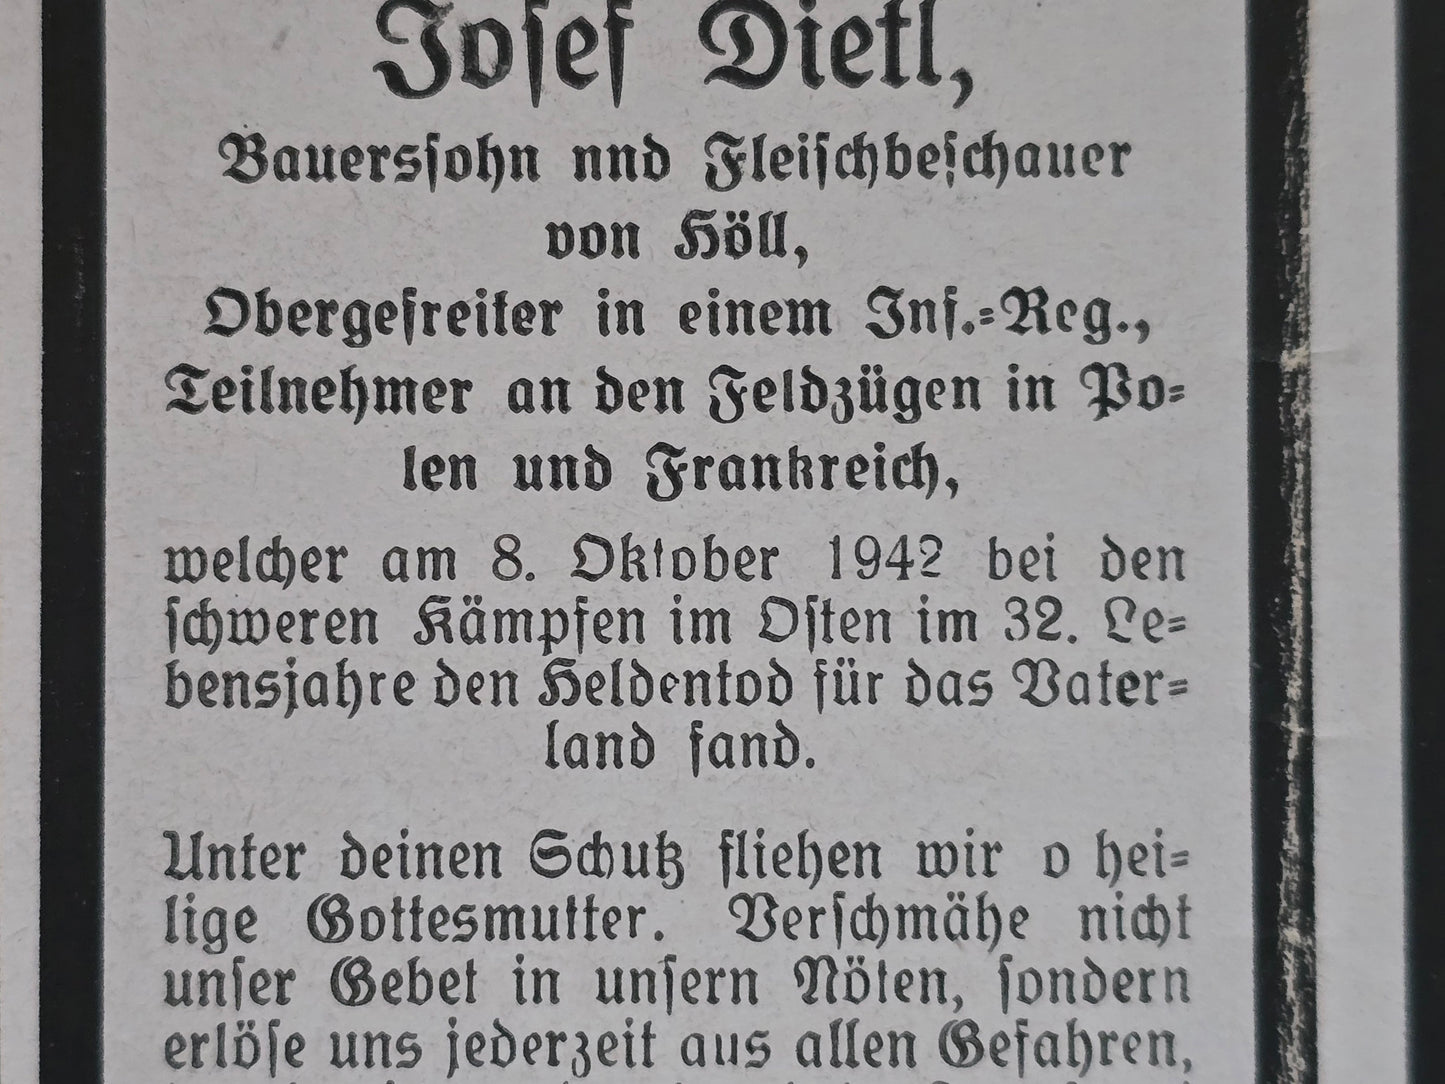 Josef Dietl,
Bauerssohn nnd Fleischbeschauer
von Höll,
Obergefreiter in einem Inf.-Reg.,
Teilnehmer an den Feldzügen in Po-
len und Frankreich,
welcher am 8. Oktober 1942 bei den
schweren Kämpfen im Osten im 32. Le-
bensjahre den Heldentod für das Vater-
land fand.
Unter deinen Schutz fliehen wir o hei-
lige Gottesmutter. Verschmähe nicht
unser Gebet in unsern Nöten, sondern
erlöse uns jederzeit aus allen Gefahren,